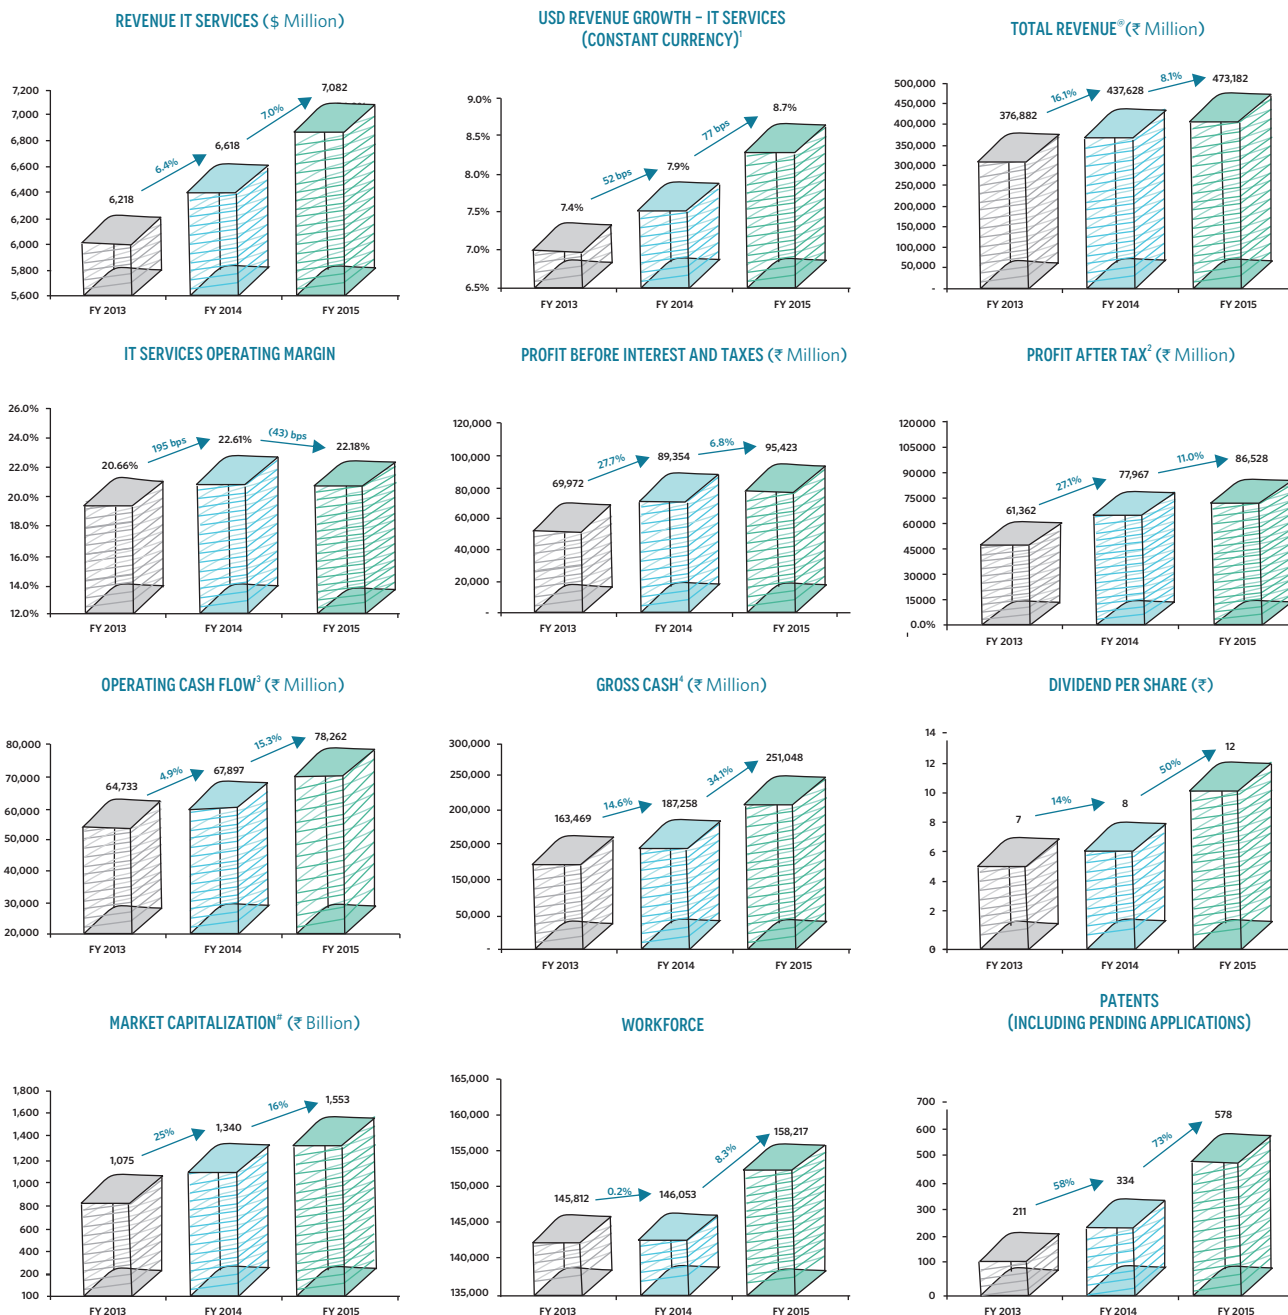 REVENUE IT SERVICES ($ Million)
7,200
7,000
6,800
6,600
6,400
6,200
6,000
5,800
5,600
6,218
6.4%
6,618
7.0%
7,082
FY 2013
FY 2014
FY 2015
USD REVENUE GROWTH – IT SERVICES
(CONSTANT CURRENCY)¹
9.0%
8.5%
8.0%
7.5%
7.0%
6.5%
7.4%
52 bps
7.9%
77 bps
8.7%
FY 2013
FY 2014
FY 2015
TOTAL REVENUE@(₹ Million)
500,000
450,000
400,000
350,000
300,000
250,000
200,000
150,000
100,000
50,000
-
376,882
16.1%
437,628
8.1%
473,182
FY 2013
FY 2014
FY 2015
IT SERVICES OPERATING MARGIN
26.0%
24.0%
22.0%
20.0%
18.0%
16.0%
14.0%
12.0%
20.66%
195 bps
22.61%
(43) bps
22.18%
FY 2013
FY 2014
FY 2015
PROFIT BEFORE INTEREST AND TAXES (₹ Million)
120,000
100,000
80,000
60,000
40,000
20,000
-
69,972
27.7%
89,354
6.8%
95,423
FY 2013
FY 2014
FY 2015
PROFIT AFTER TAX² (₹ Million)
120000
105000
90000
75000
60000
45000
30000
15000
0.0%
61,362
27.1%
77,967
11.0%
86,528
FY 2013
FY 2014
FY 2015
OPERATING CASH FLOW³ (₹ Million)
80,000
70,000
60,000
50,000
40,000
30,000
20,000
64,733
4.9%
67,897
15.3%
78,262
FY 2013
FY 2014
FY 2015
GROSS CASH⁴ (₹ Million)
300,000
250,000
200,000
250,000
150,000
50,000
-
163,469
14.6%
187,258
34.1%
251,048
FY 2013
FY 2014
FY 2015
DIVIDEND PER SHARE (₹)
14
12
10
8
6
4
2
0
7
14%
8
50%
12
FY 2013
FY 2014
FY 2015
MARKET CAPITALIZATION# (₹ Billion)
1,800
1,600
1,400
1,200
1,000
800
600
400
200
100
1,075
25%
1,340
16%
1,553
FY 2013
FY 2014
FY 2015
WORKFORCE
165,000
160,000
155,000
150,000
145,000
140,000
135,000
145,812
0.2%
146,053
8.3%
158,217
FY 2013
FY 2014
FY 2015
PATENTS
(INCLUDING PENDING APPLICATIONS)
700
600
500
400
300
200
100
0
211
58%
334
73%
578
FY 2013
FY 2014
FY 2015